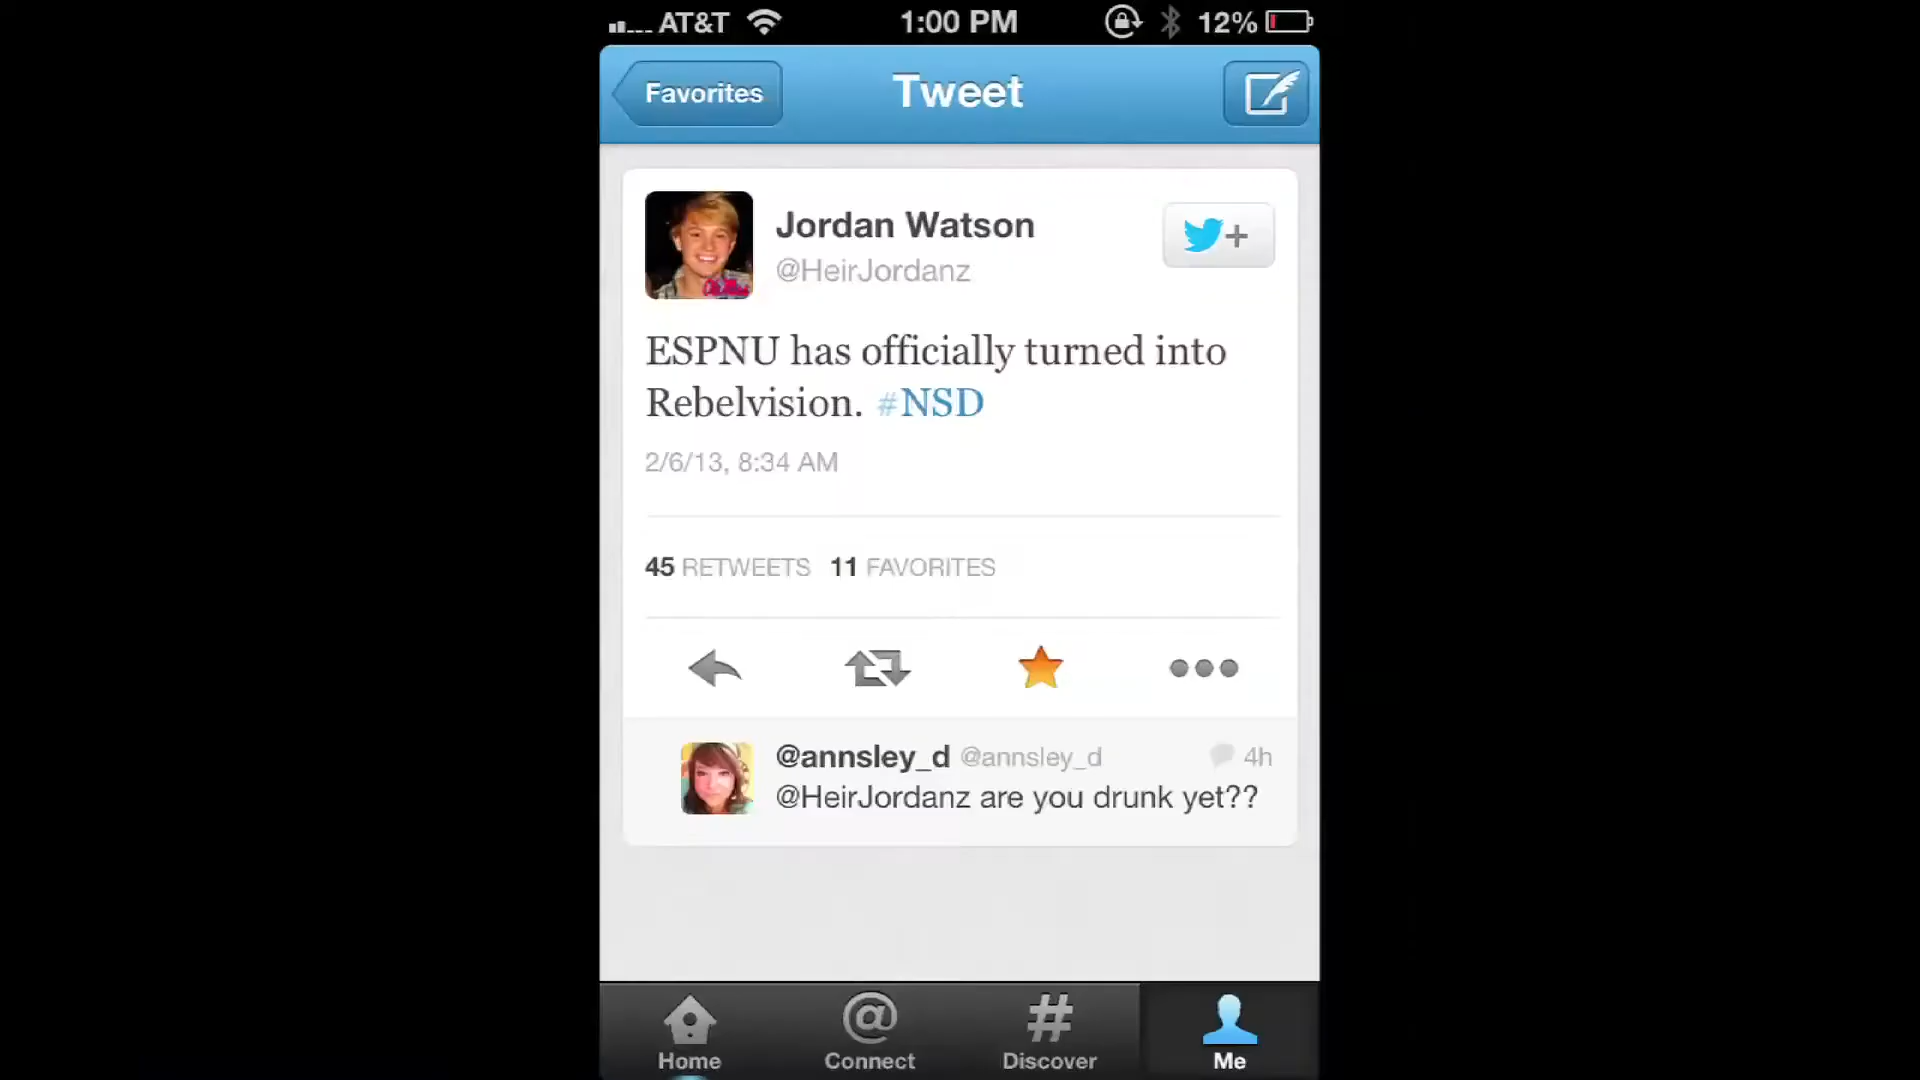 AT&T 1:00 PM 12%
Favorites Tweet
Jordan Watson
@HeirJordanz
ESPNU has officially turned into
Rebelvision. #NSD
2/6/13, 8:34 AM
45 RETWEETS 11 FAVORITES
@annsley_d @annsley_d 4h
@HeirJordanz are you drunk yet??
Home Connect Discover Me